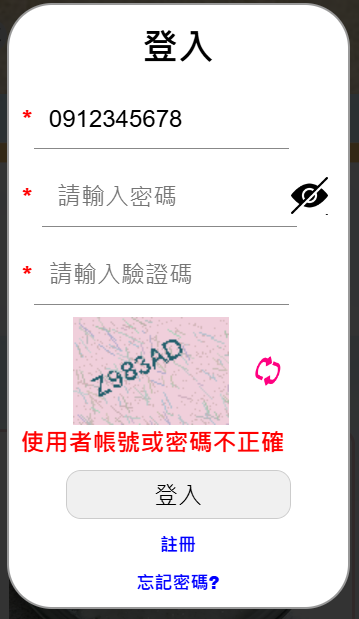 登入
* 0912345678
* 請輸入密碼
* 請輸入驗證碼
Z983AD
使用者帳號或密碼不正確
登入
註冊
忘記密碼?